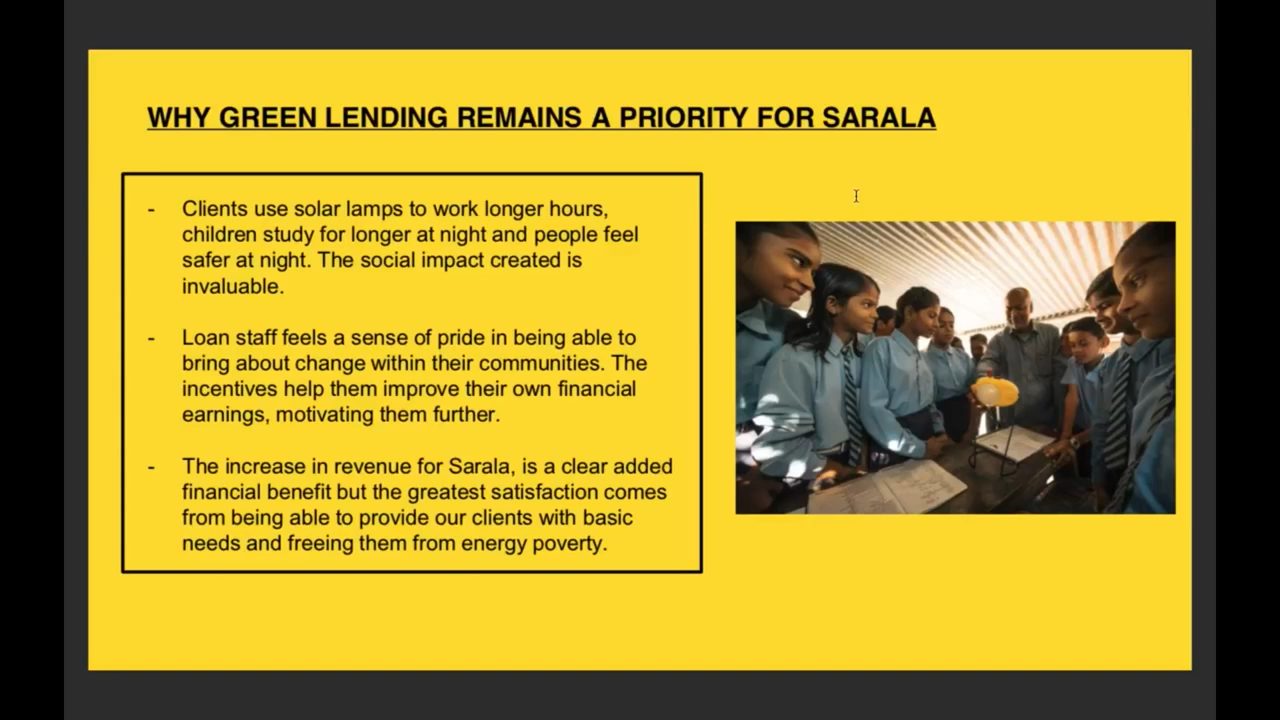 WHY GREEN LENDING REMAINS A PRIORITY FOR SARALA
- Clients use solar lamps to work longer hours,
children study for longer at night and people feel
safer at night. The social impact created is
invaluable.
- Loan staff feels a sense of pride in being able to
bring about change within their communities. The
incentives help them improve their own financial
earnings, motivating them further.
- The increase in revenue for Sarala, is a clear added
financial benefit but the greatest satisfaction comes
from being able to provide our clients with basic
needs and freeing them from energy poverty.